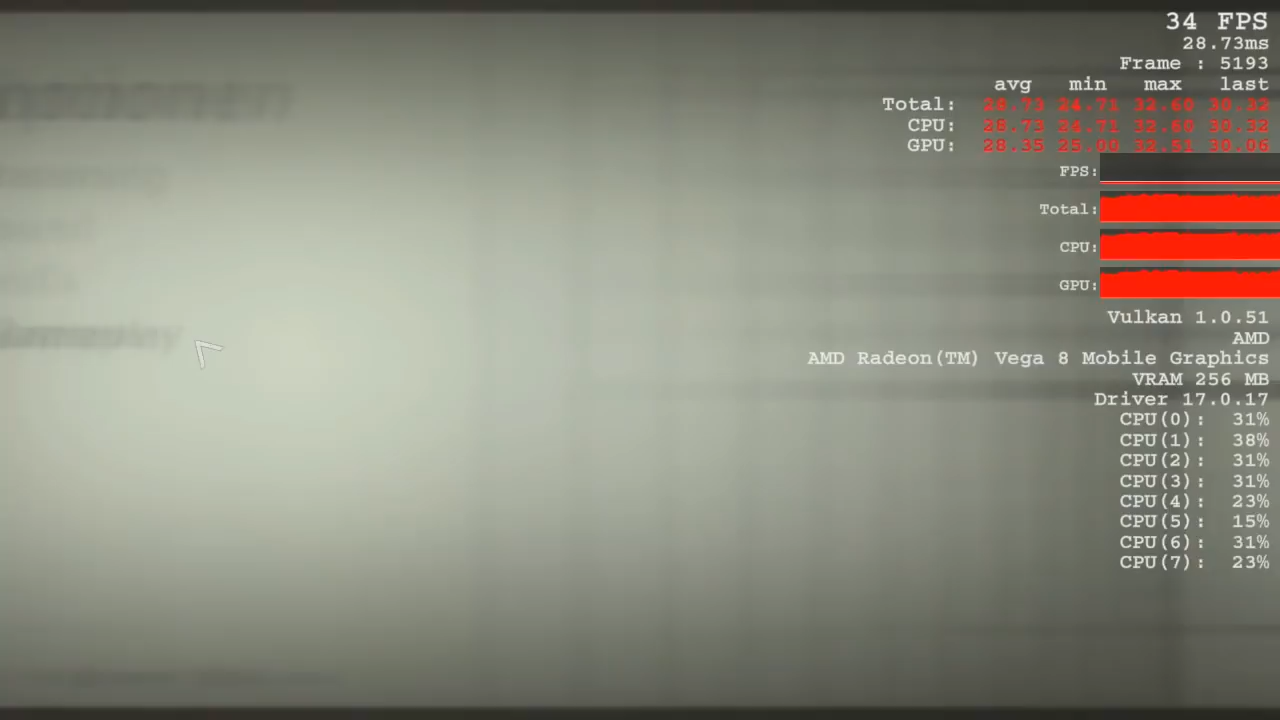 34 FPS
28.73ms
Frame : 5193
avg min max last
Total: 28.73 24.71 32.60 30.32
CPU: 28.73 24.71 32.60 30.32
GPU: 28.35 25.00 32.51 30.06
FPS:
Total:
CPU:
GPU:
Vulkan 1.0.51
AMD
AMD Radeon(TM) Vega 8 Mobile Graphics
VRAM 256 MB
Driver 17.0.17
CPU(0): 31%
CPU(1): 38%
CPU(2): 31%
CPU(3): 31%
CPU(4): 23%
CPU(5): 15%
CPU(6): 31%
CPU(7): 23%